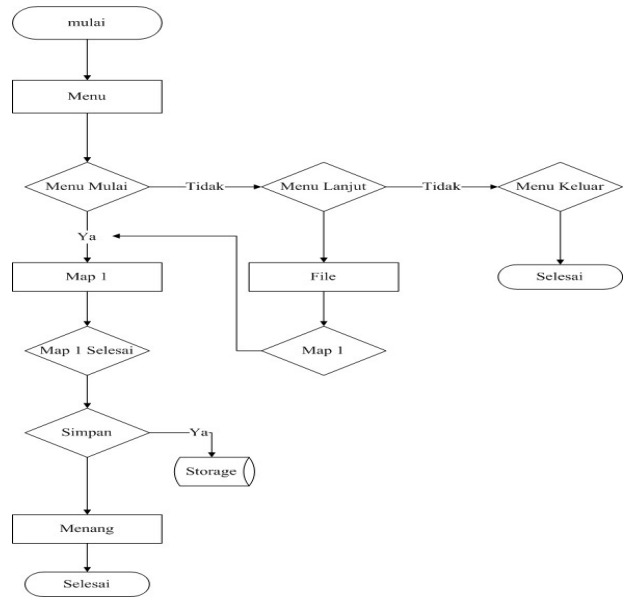 mulai
Menu
Menu Mulai
Tidak
Menu Lanjut
Tidak
Menu Keluar
Ya
Map 1
File
Selesai
Map 1 Selesai
Map 1
Simpan
Ya
Storage
Menang
Selesai